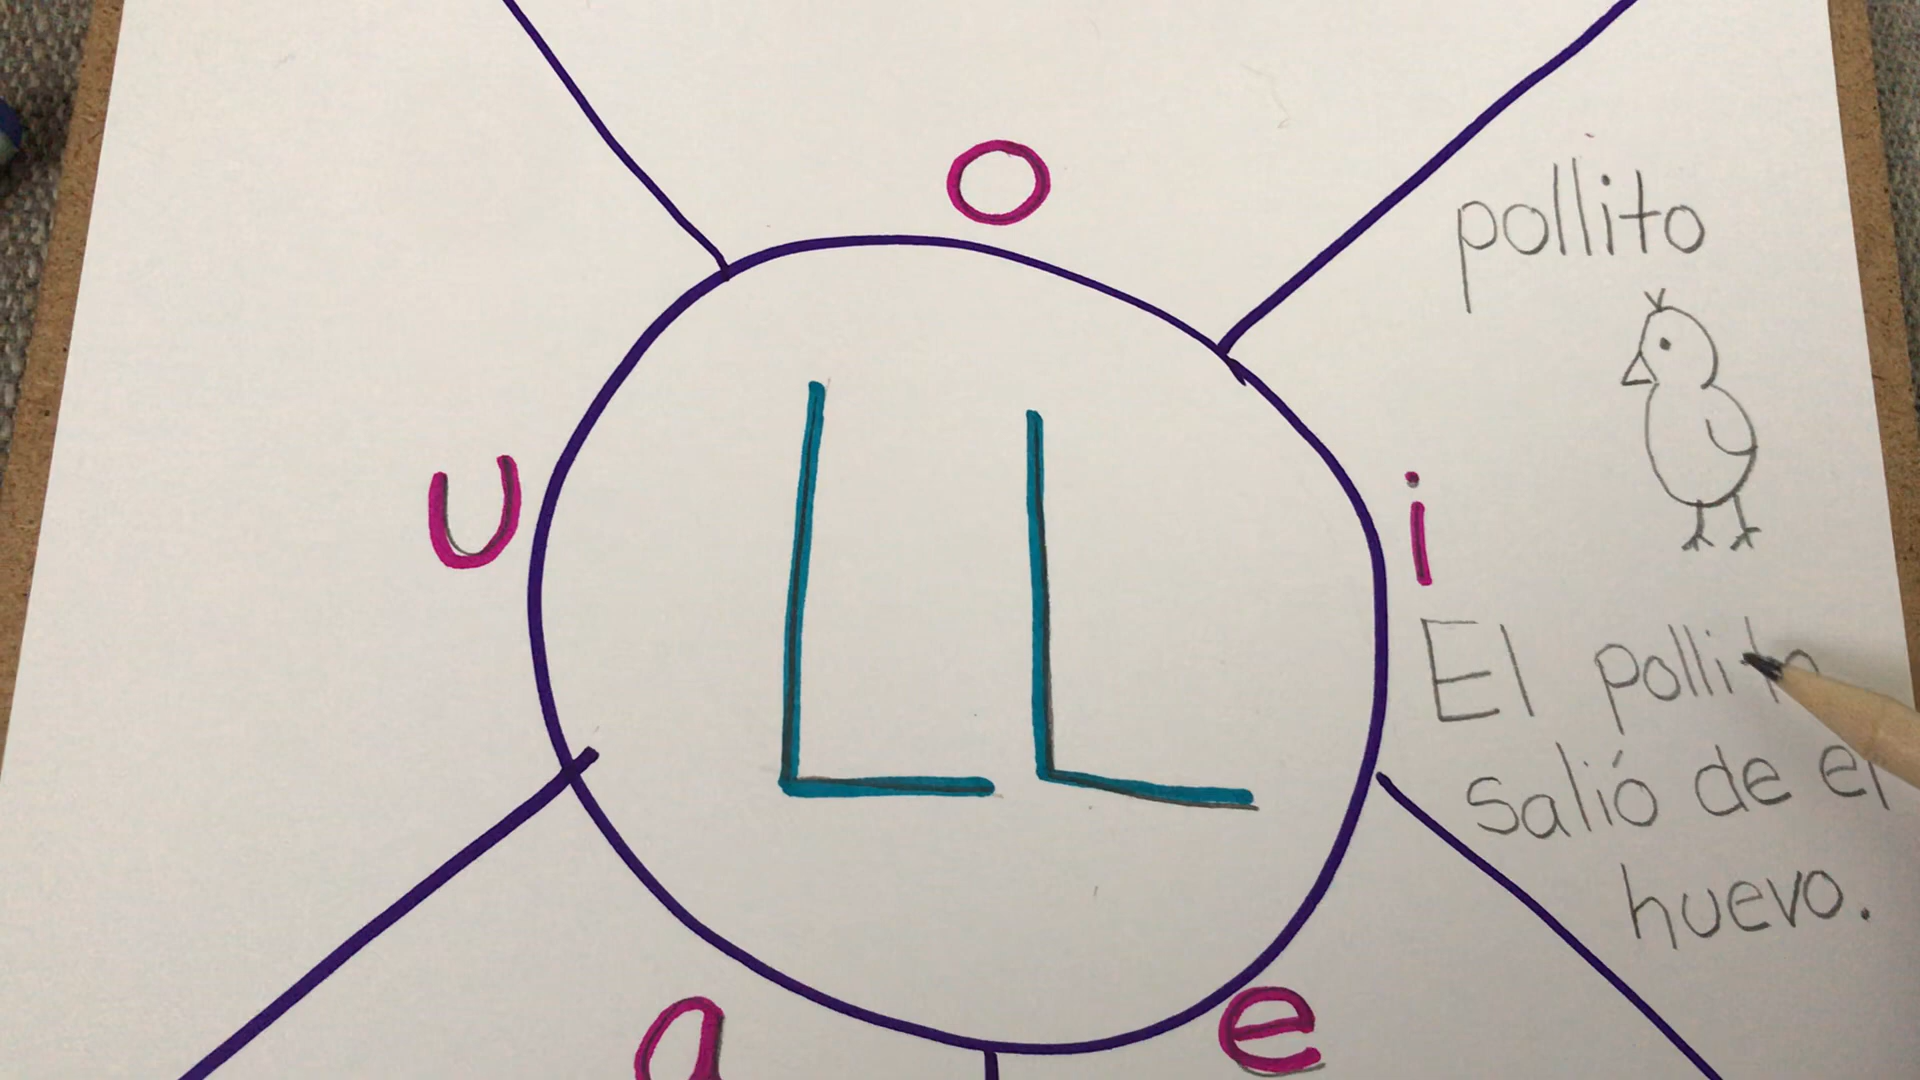 O
pollito
U
LL
i
El pollito
Salió de el
huevo.
a
e